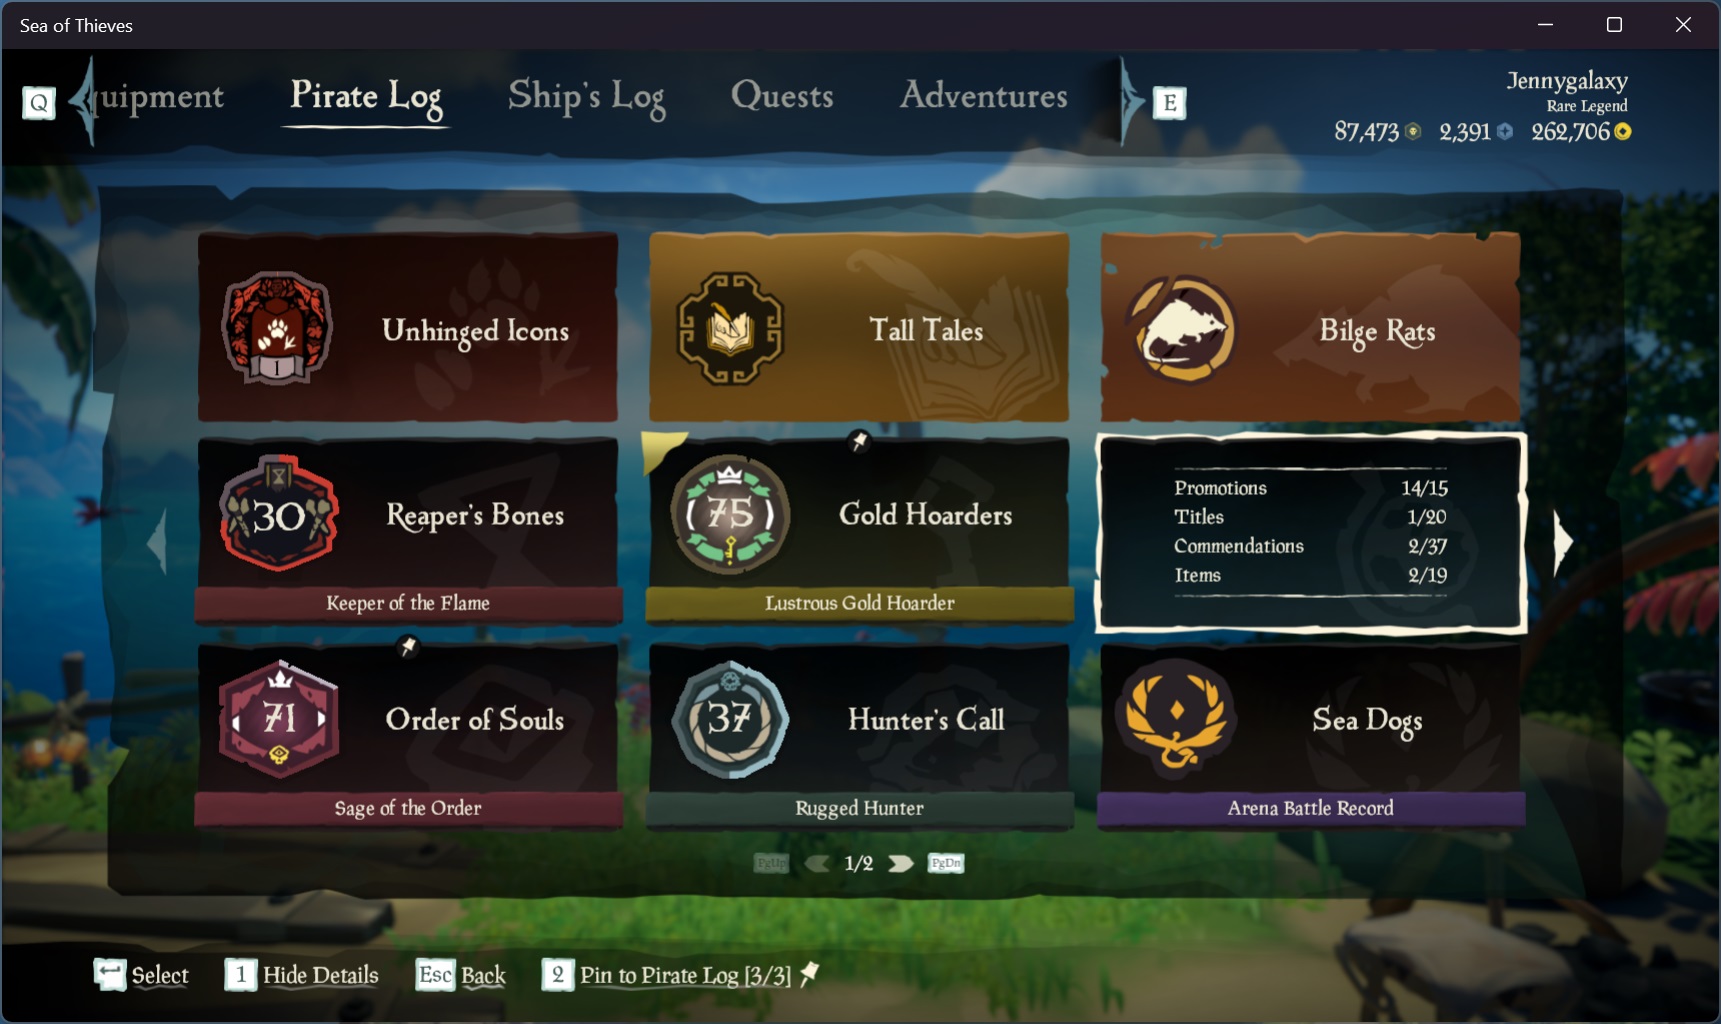 Sea of Thieves
Q
quipment
Pirate Log
Ship's Log
Quests
Adventures
E
Jennygalaxy
Rare Legend
87,473 2,391 262,706
1
Unhinged Icons
Tall Tales
Bilge Rats
30
Reaper's Bones
Keeper of the Flame
75
Gold Hoarders
Lustrous Gold Hoarder
Promotions 14/15
Titles 1/20
Commendations 2/37
Items 2/19
71
Order of Souls
Sage of the Order
37
Hunter's Call
Rugged Hunter
Sea Dogs
Arena Battle Record
PgUp 1/2 PgDn
Select
1 Hide Details
Esc Back
2 Pin to Pirate Log [3/3]